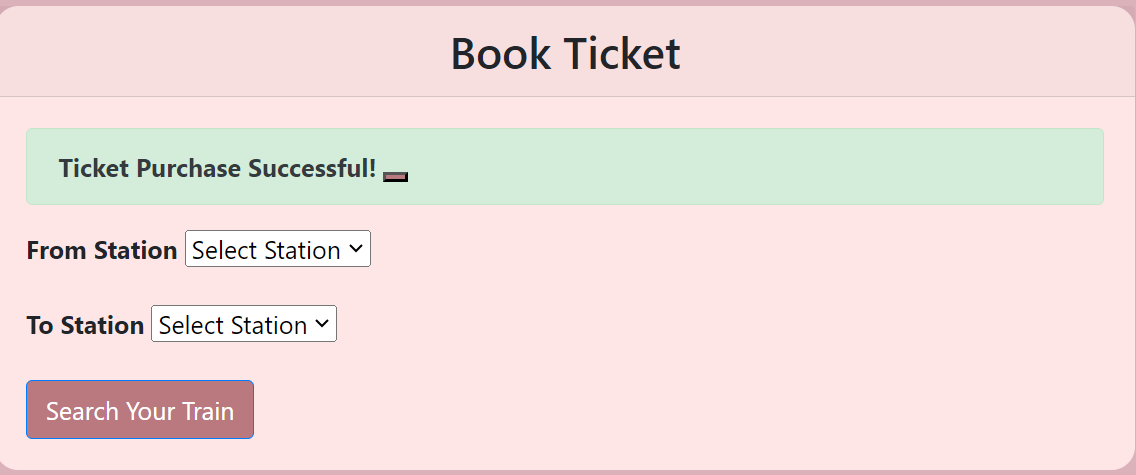 Book Ticket
Ticket Purchase Successful!
From Station Select Station
To Station Select Station
Search Your Train